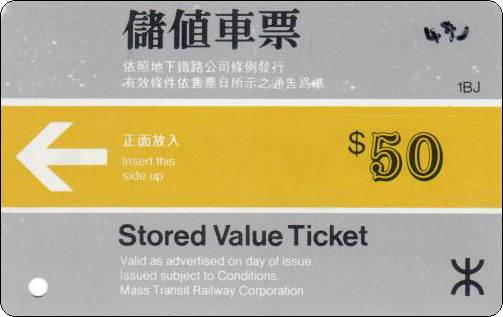 儲值車票
依照地下鐵路公司條例發行
有效條件依售票日所示之通告為準
1BJ
正面放入
Insert this
side up
$50
Stored Value Ticket
Valid as advertised on day of issue.
Issued subject to Conditions.
Mass Transit Railway Corporation